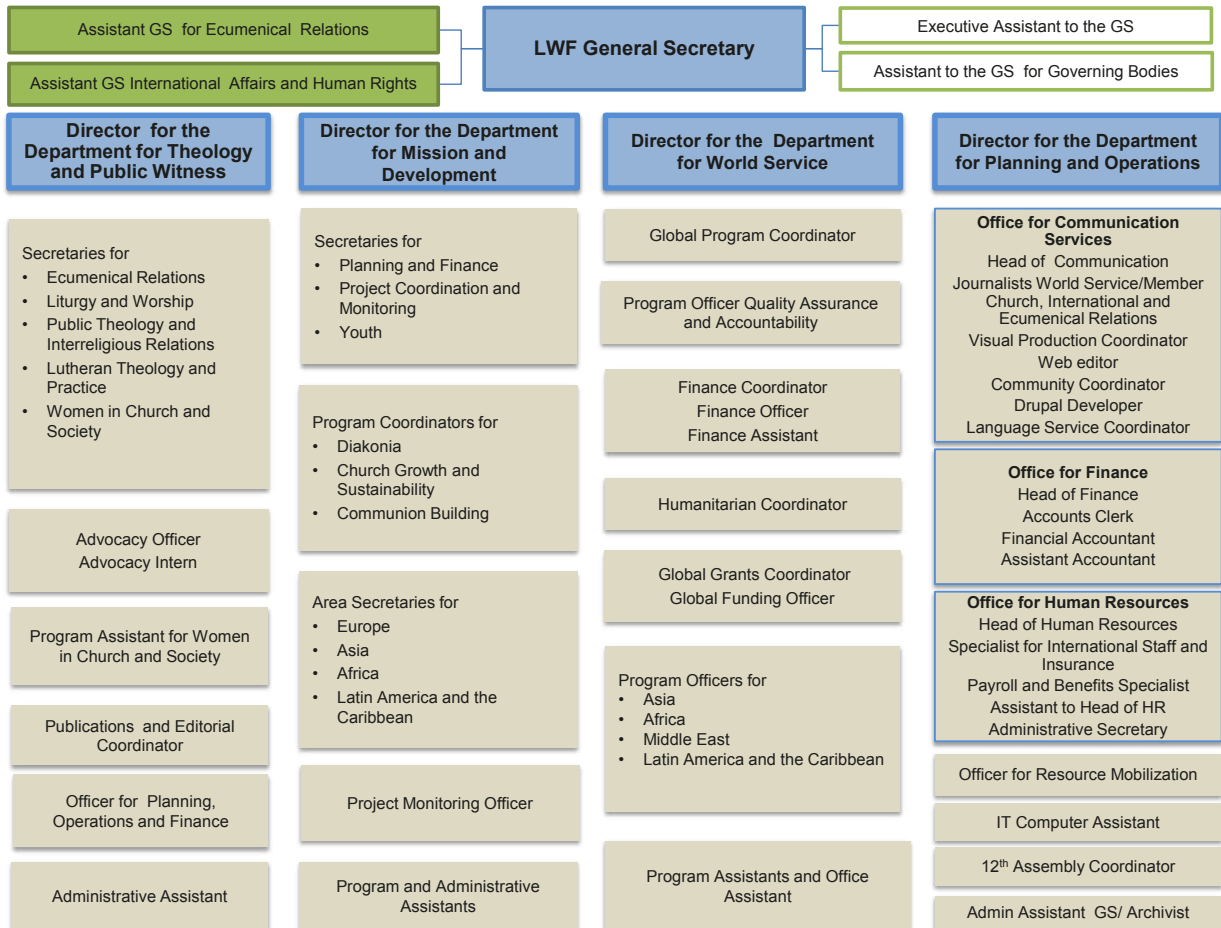 Assistant GS for Ecumenical Relations
Assistant GS International Affairs and Human Rights
LWF General Secretary
Executive Assistant to the GS
Assistant to the GS for Governing Bodies
Director for the
Department for Theology
and Public Witness
Secretaries for
• Ecumenical Relations
• Liturgy and Worship
• Public Theology and
Interreligious Relations
• Lutheran Theology and
Practice
• Women in Church and
Society
Advocacy Officer
Advocacy Intern
Program Assistant for Women
in Church and Society
Publications and Editorial
Coordinator
Officer for Planning,
Operations and Finance
Administrative Assistant
Director for the Department
for Mission and
Development
Secretaries for
• Planning and Finance
• Project Coordination and
Monitoring
• Youth
Program Coordinators for
• Diakonia
• Church Growth and
Sustainability
• Communion Building
Area Secretaries for
• Europe
• Asia
• Africa
• Latin America and the
Caribbean
Project Monitoring Officer
Program and Administrative
Assistants
Director for the Department
for World Service
Global Program Coordinator
Program Officer Quality Assurance
and Accountability
Finance Coordinator
Finance Officer
Finance Assistant
Humanitarian Coordinator
Global Grants Coordinator
Global Funding Officer
Program Officers for
• Asia
• Africa
• Middle East
• Latin America and the Caribbean
Program Assistants and Office
Assistant
Director for the Department
for Planning and Operations
Office for Communication
Services
Head of Communication
Journalists World Service/Member
Church, International and
Ecumenical Relations
Visual Production Coordinator
Web editor
Community Coordinator
Drupal Developer
Language Service Coordinator
Office for Finance
Head of Finance
Accounts Clerk
Financial Accountant
Assistant Accountant
Office for Human Resources
Head of Human Resources
Specialist for International Staff and
Insurance
Payroll and Benefits Specialist
Assistant to Head of HR
Administrative Secretary
Officer for Resource Mobilization
IT Computer Assistant
12th Assembly Coordinator
Admin Assistant GS/ Archivist